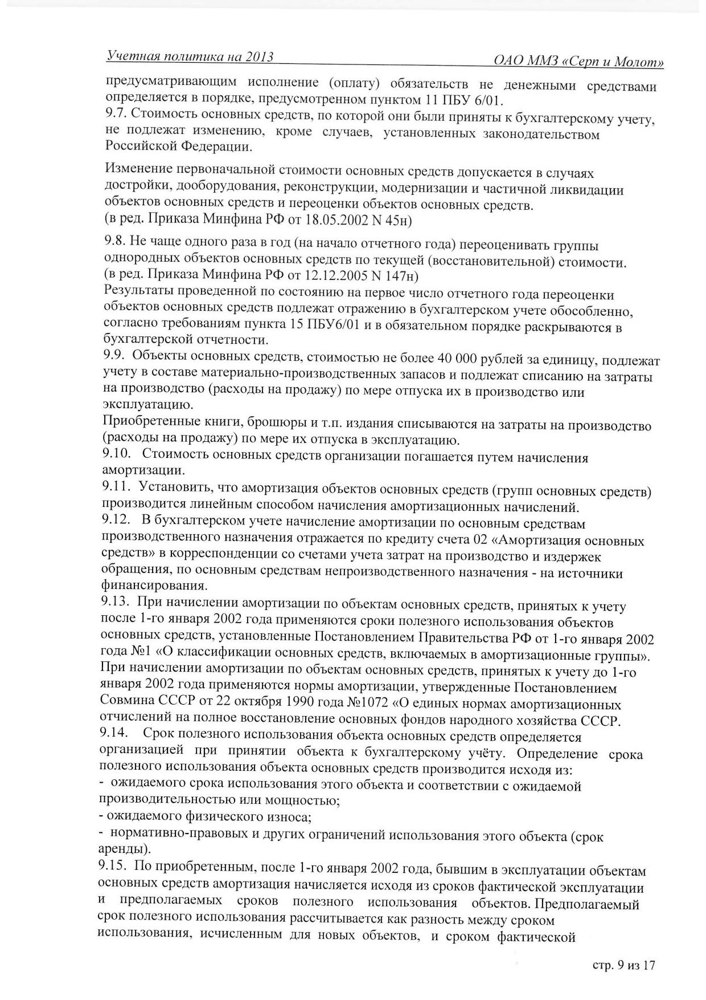 Учетная политика на 2013 ОАО ММЗ «Серп и Молот»
предусматривающим исполнение (оплату) обязательств не денежными средствами
определяется в порядке, предусмотренном пунктом 11 ПБУ 6/01.
9.7. Стоимость основных средств, по которой они были приняты к бухгалтерскому учету,
не подлежат изменению, кроме случаев, установленных законодательством
Российской Федерации.
Изменение первоначальной стоимости основных средств допускается в случаях
достройки, дооборудования, реконструкции, модернизации и частичной ликвидации
объектов основных средств и переоценки объектов основных средств.
(в ред. Приказа Минфина РФ от 18.05.2002 N 45н)
9.8. Не чаще одного раза в год (на начало отчетного года) переоценивать группы
однородных объектов основных средств по текущей (восстановительной) стоимости.
(в ред. Приказа Минфина РФ от 12.12.2005 N 147н)
Результаты проведенной по состоянию на первое число отчетного года переоценки
объектов основных средств подлежат отражению в бухгалтерском учете обособленно,
согласно требованиям пункта 15 ПБУ6/01 и в обязательном порядке раскрываются в
бухгалтерской отчетности.
9.9. Объекты основных средств, стоимостью не более 40 000 рублей за единицу, подлежат
учету в составе материально-производственных запасов и подлежат списанию на затраты
на производство (расходы на продажу) по мере отпуска их в производство или
эксплуатацию.
Приобретенные книги, брошюры и т.п. издания списываются на затраты на производство
(расходы на продажу) по мере их отпуска в эксплуатацию.
9.10. Стоимость основных средств организации погашается путем начисления
амортизации.
9.11. Установить, что амортизация объектов основных средств (групп основных средств)
производится линейным способом начисления амортизационных начислений.
9.12. В бухгалтерском учете начисление амортизации по основным средствам
производственного назначения отражается по кредиту счета 02 «Амортизация основных
средств» в корреспонденции со счетами учета затрат на производство и издержек
обращения, по основным средствам непроизводственного назначения - на источники
финансирования.
9.13. При начислении амортизации по объектам основных средств, принятых к учету
после 1-го января 2002 года применяются сроки полезного использования объектов
основных средств, установленные Постановлением Правительства РФ от 1-го января 2002
года №1 «О классификации основных средств, включаемых в амортизационные группы».
При начислении амортизации по объектам основных средств, принятых к учету до 1-го
января 2002 года применяются нормы амортизации, утвержденные Постановлением
Совмина СССР от 22 октября 1990 года №1072 «О единых нормах амортизационных
отчислений на полное восстановление основных фондов народного хозяйства СССР.
9.14. Срок полезного использования объекта основных средств определяется
организацией при принятии объекта к бухгалтерскому учёту. Определение срока
полезного использования объекта основных средств производится исходя из:
- ожидаемого срока использования этого объекта и соответствии с ожидаемой
производительностью или мощностью;
- ожидаемого физического износа;
- нормативно-правовых и других ограничений использования этого объекта (срок
аренды).
9.15. По приобретенным, после 1-го января 2002 года, бывшим в эксплуатации объектам
основных средств амортизация начисляется исходя из сроков фактической эксплуатации
и предполагаемых сроков полезного использования объектов. Предполагаемый
срок полезного использования рассчитывается как разность между сроком
использования, исчисленным для новых объектов, и сроком фактической
стр. 9 из 17